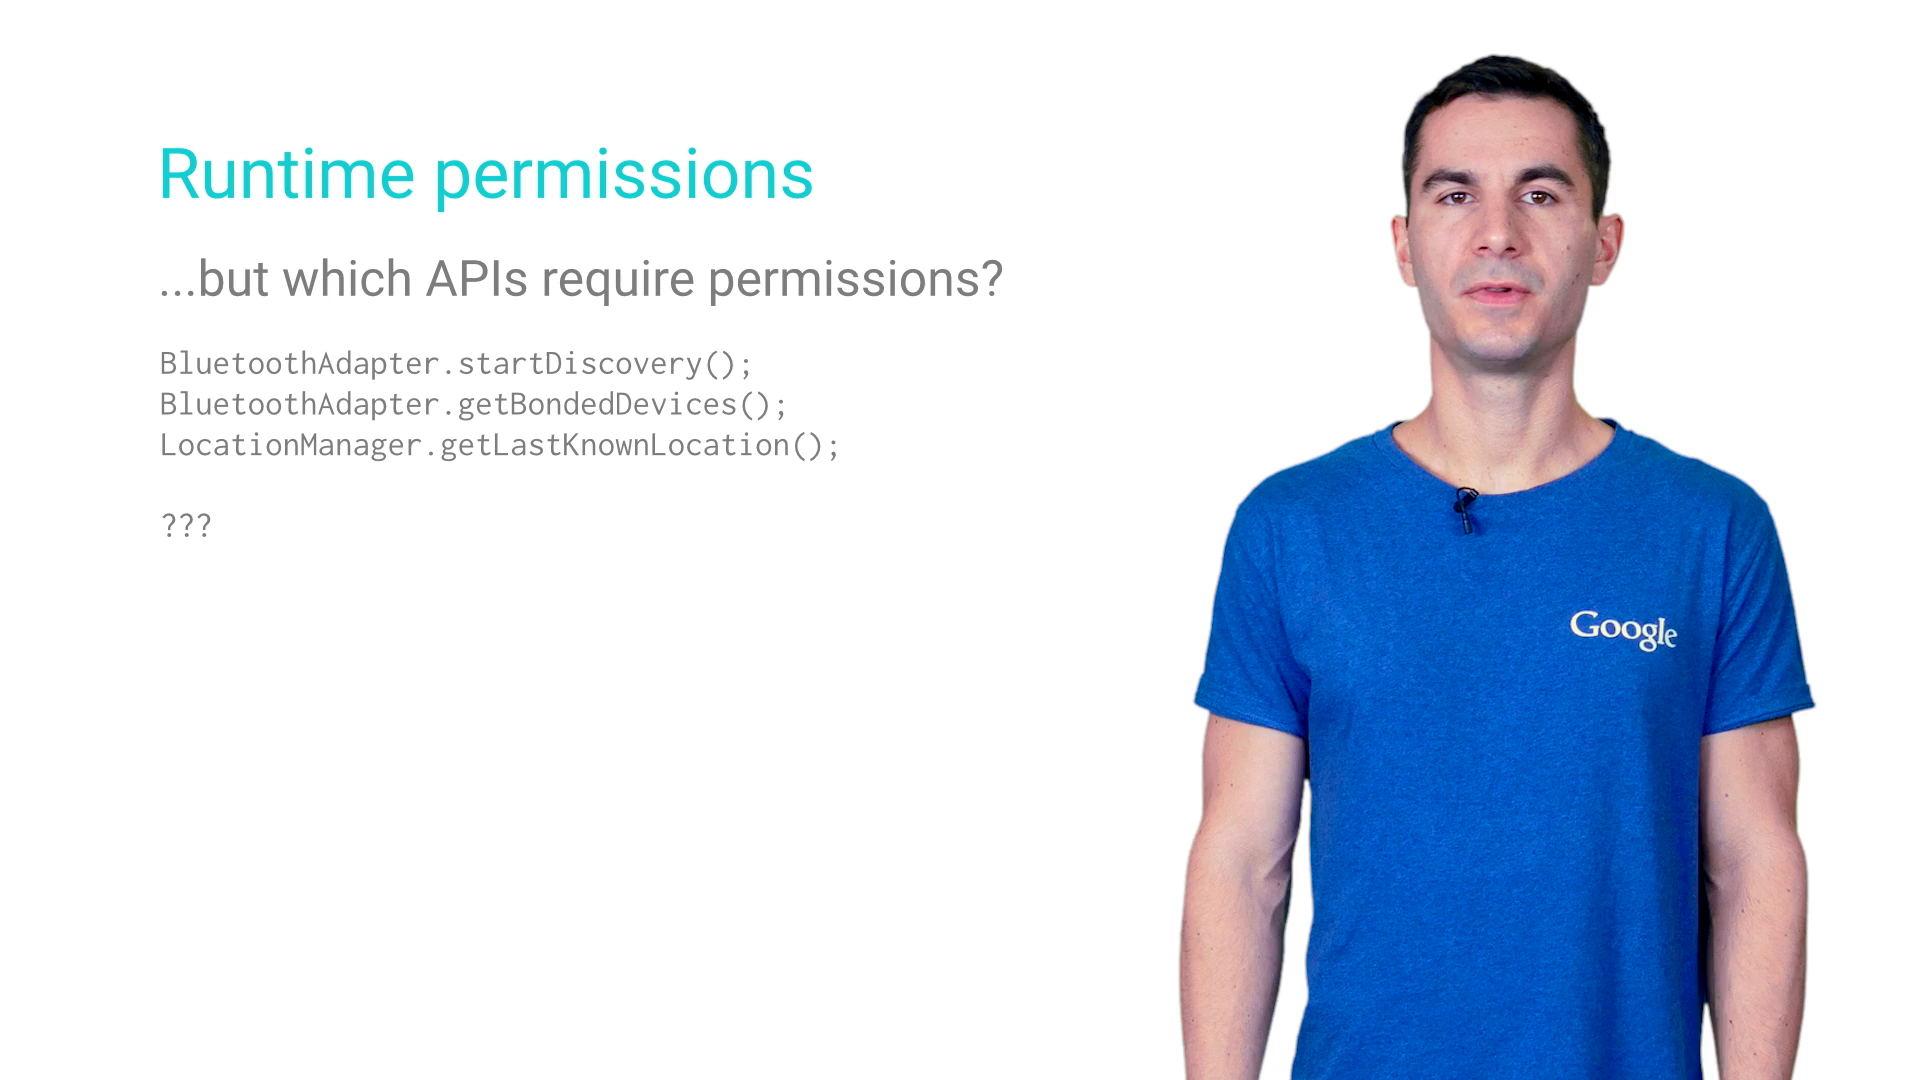 Runtime permissions
...but which APIs require permissions?
BluetoothAdapter.startDiscovery();
BluetoothAdapter.getBondedDevices();
LocationManager.getLastKnownLocation();
???
Google